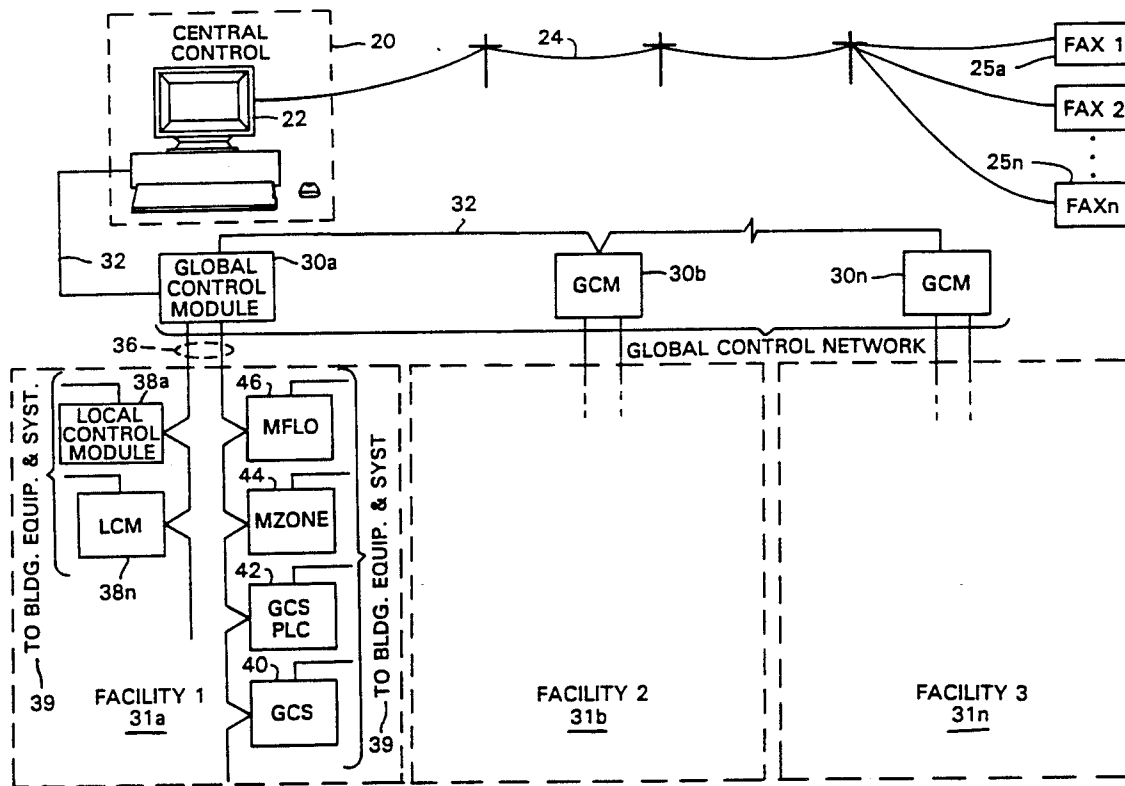 CENTRAL
CONTROL
20
22
24
25a
FAX 1
FAX 2
25n
FAXn
32
32
GLOBAL
CONTROL
MODULE
30a
GCM
30b
30n
GCM
GLOBAL CONTROL NETWORK
36
TO BLDG. EQUIP. & SYST.
39
38a
LOCAL
CONTROL
MODULE
LCM
38n
46
MFLO
44
MZONE
42
GCS
PLC
40
GCS
TO BLDG. EQUIP. & SYST
39
FACILITY 1
31a
FACILITY 2
31b
FACILITY 3
31n